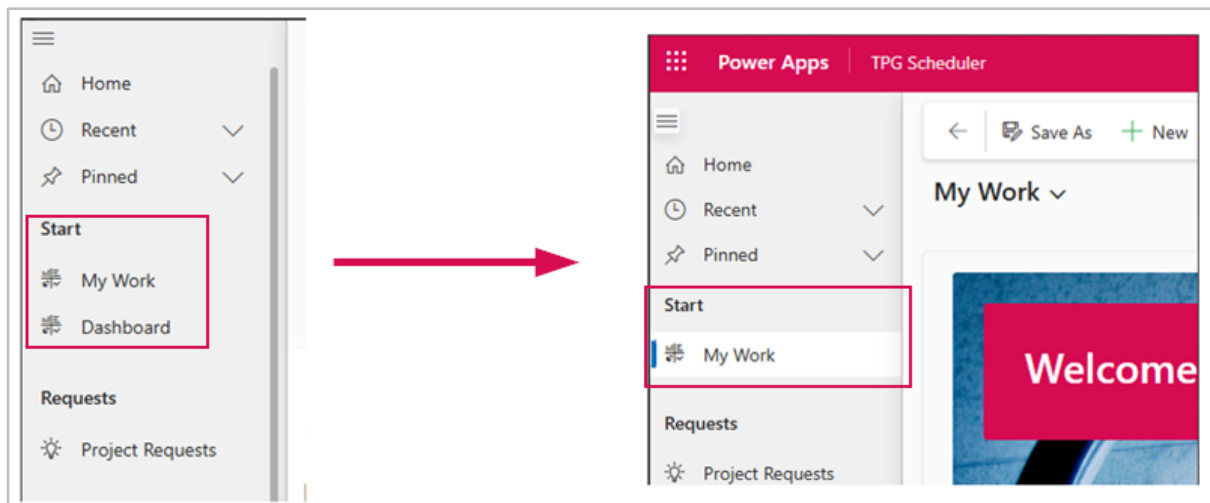 Home
Recent
Pinned
Start
My Work
Dashboard
Requests
Project Requests
Power Apps TPG Scheduler
Save As New
Home
Recent
Pinned
My Work
Start
My Work
Welcome
Requests
Project Requests